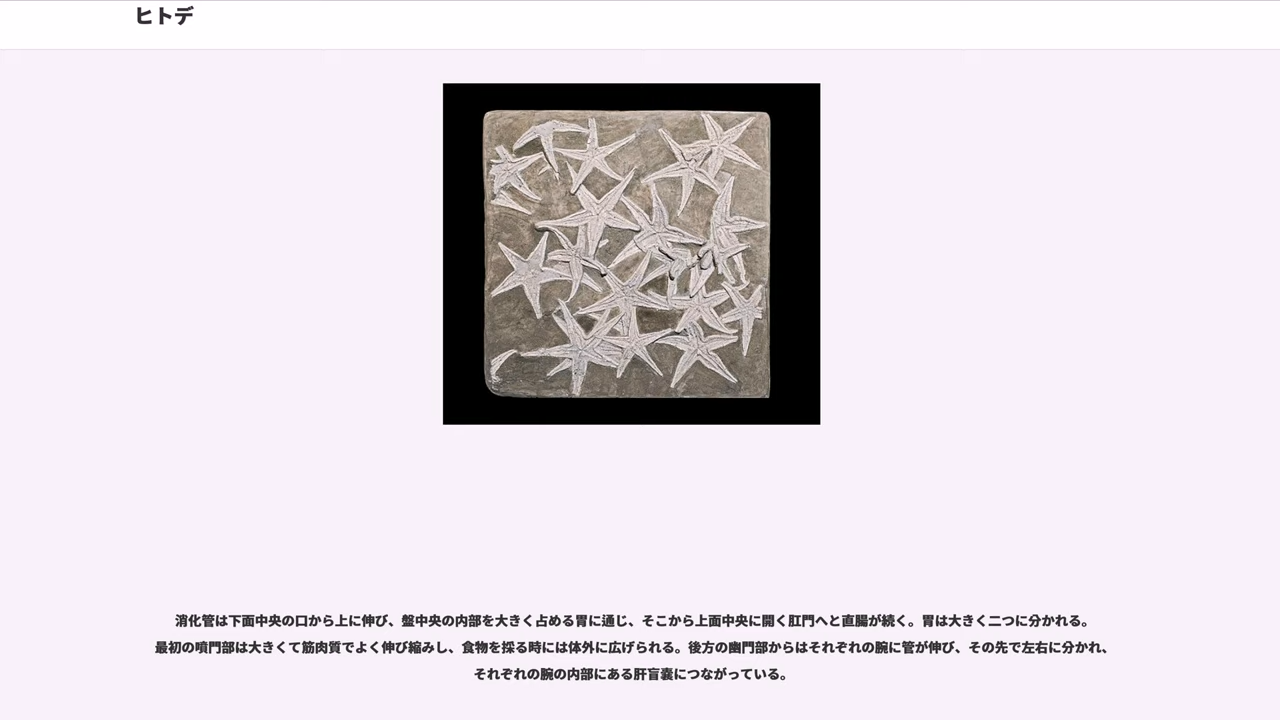 ヒトデ
消化管は下面中央の口から上に伸び、盤中央の内部を大きく占める胃に通じ、そこから上面中央に開く肛門へと直腸が続く。胃は大きく二つに分かれる。
最初の噴門部は大きくて筋肉質でよく伸び縮みし、食物を採る時には体外に広げられる。後方の幽門部からはそれぞれの腕に管が伸び、その先で左右に分かれ、
それぞれの腕の内部にある肝盲嚢につながっている。